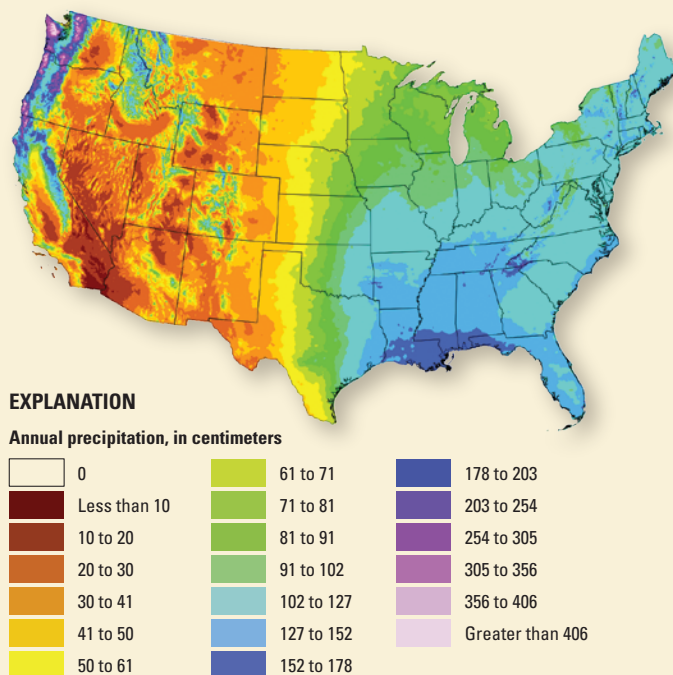 EXPLANATION
Annual precipitation, in centimeters
0
Less than 10
10 to 20
20 to 30
30 to 41
41 to 50
50 to 61
61 to 71
71 to 81
81 to 91
91 to 102
102 to 127
127 to 152
152 to 178
178 to 203
203 to 254
254 to 305
305 to 356
356 to 406
Greater than 406